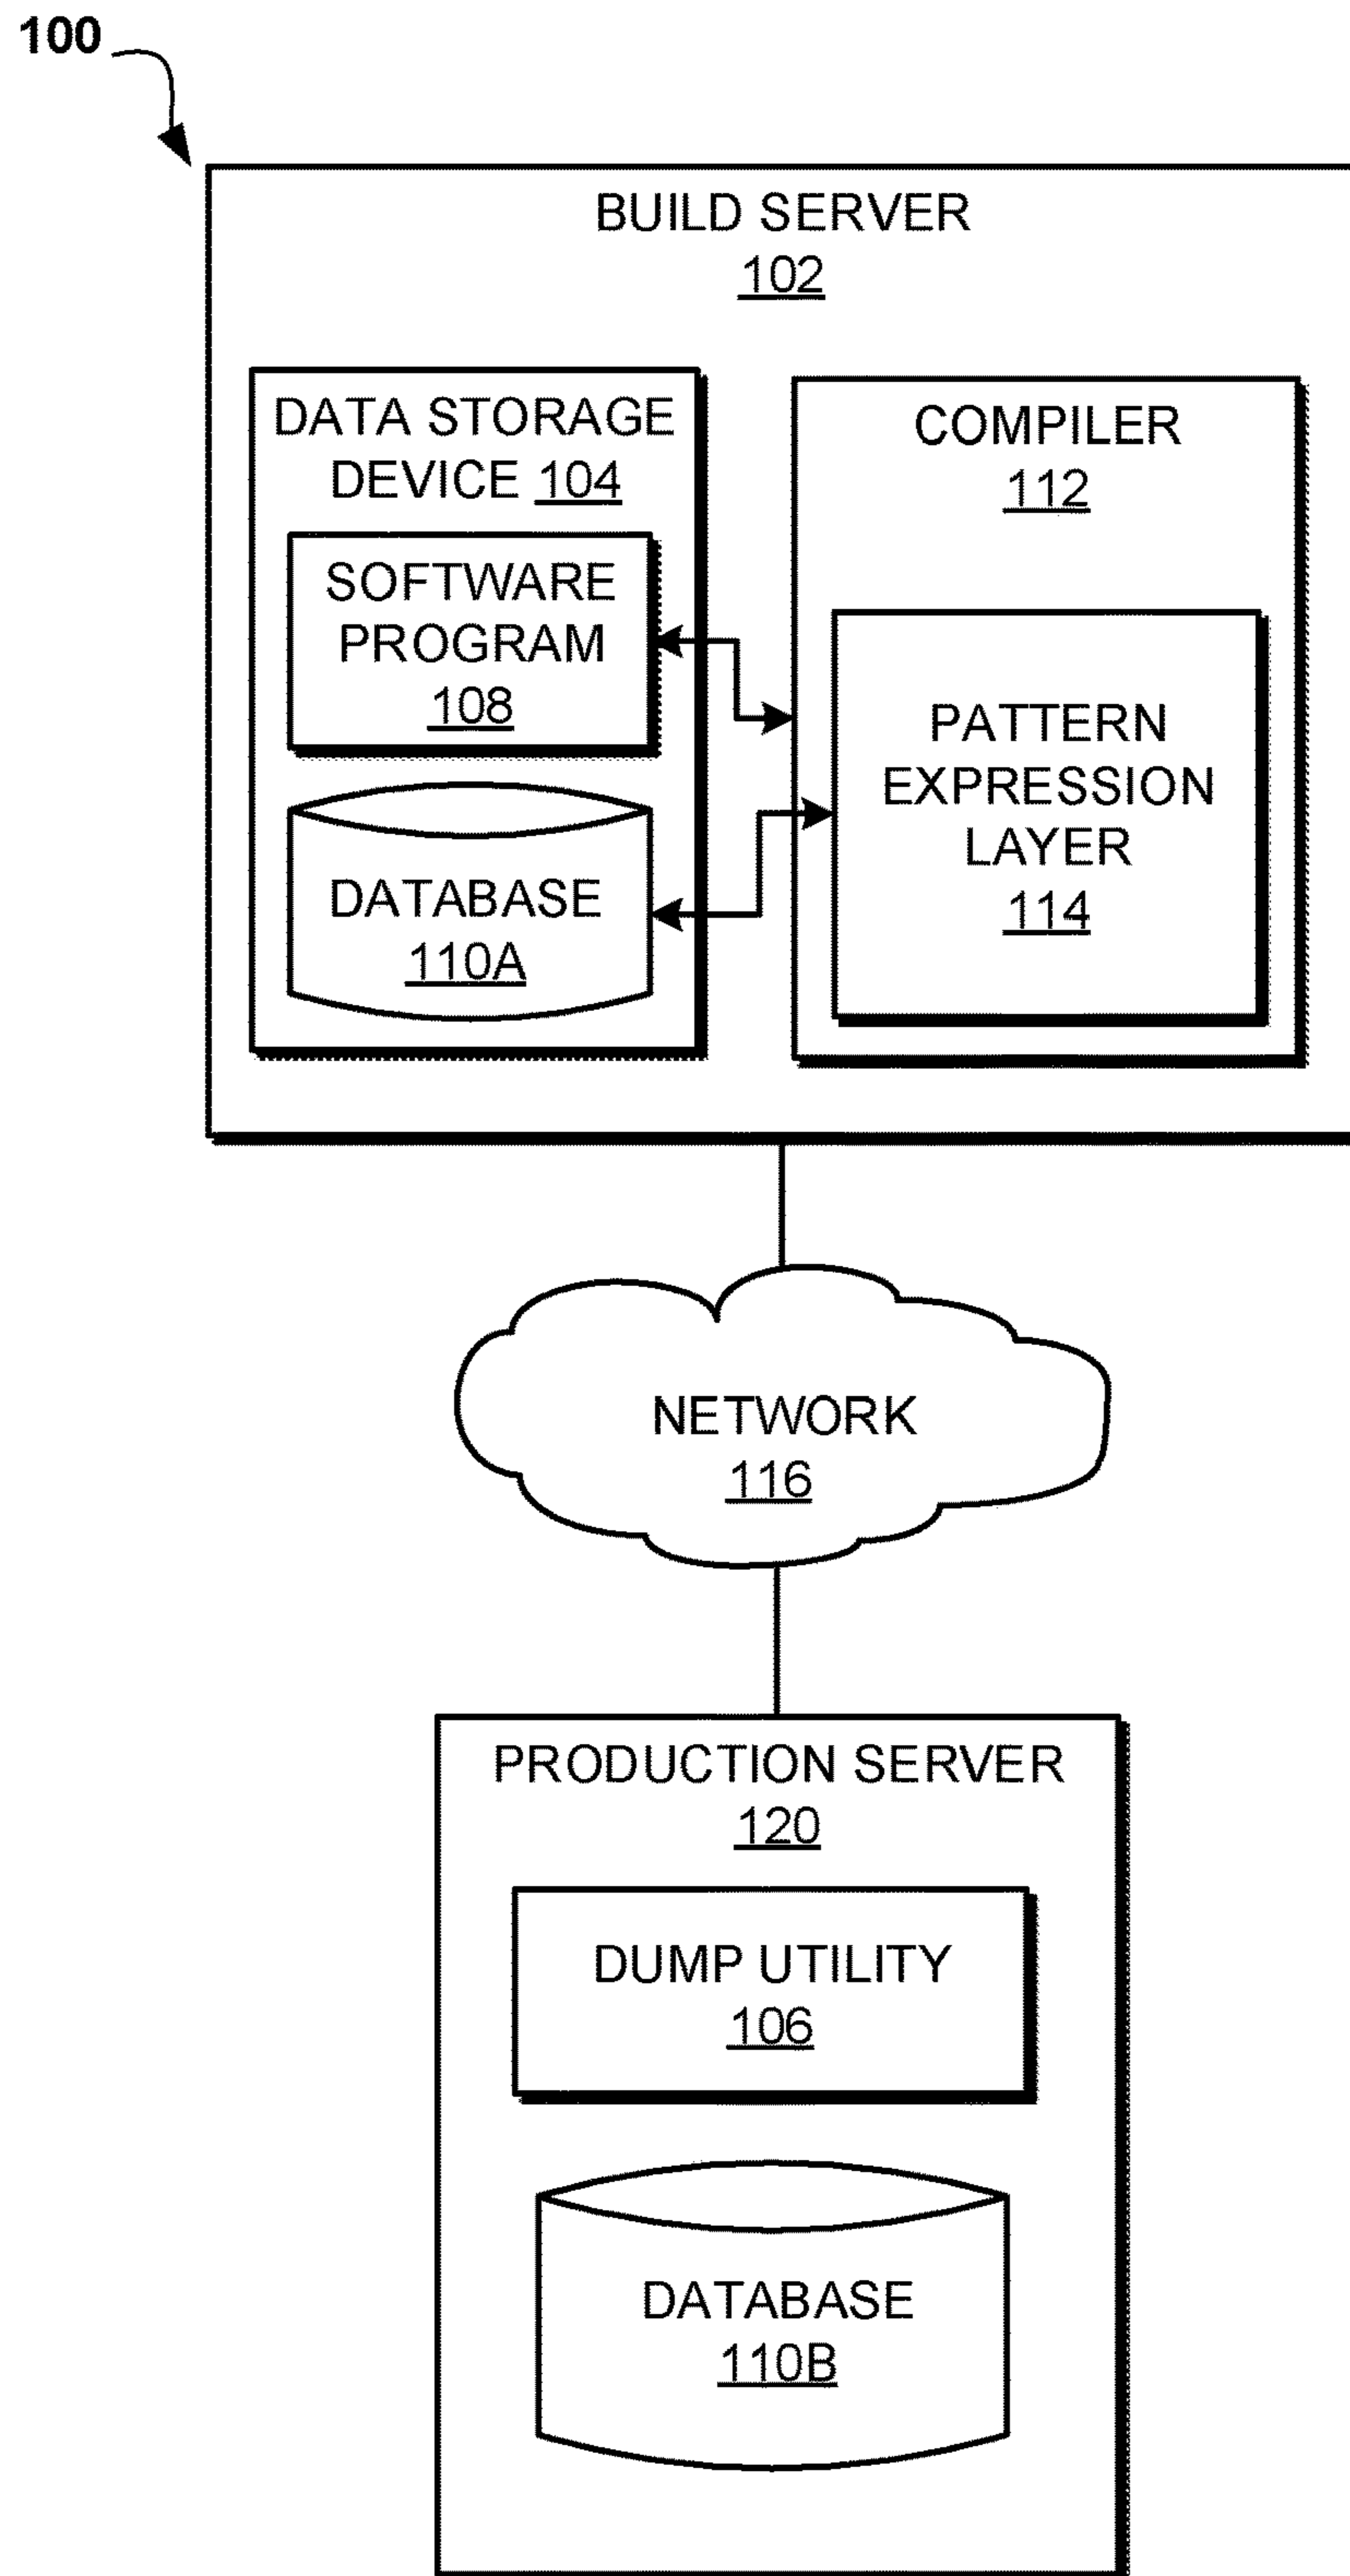 100
BUILD SERVER
102
DATA STORAGE
DEVICE 104
SOFTWARE
PROGRAM
108
DATABASE
110A
COMPILER
112
PATTERN
EXPRESSION
LAYER
114
NETWORK
116
PRODUCTION SERVER
120
DUMP UTILITY
106
DATABASE
110B